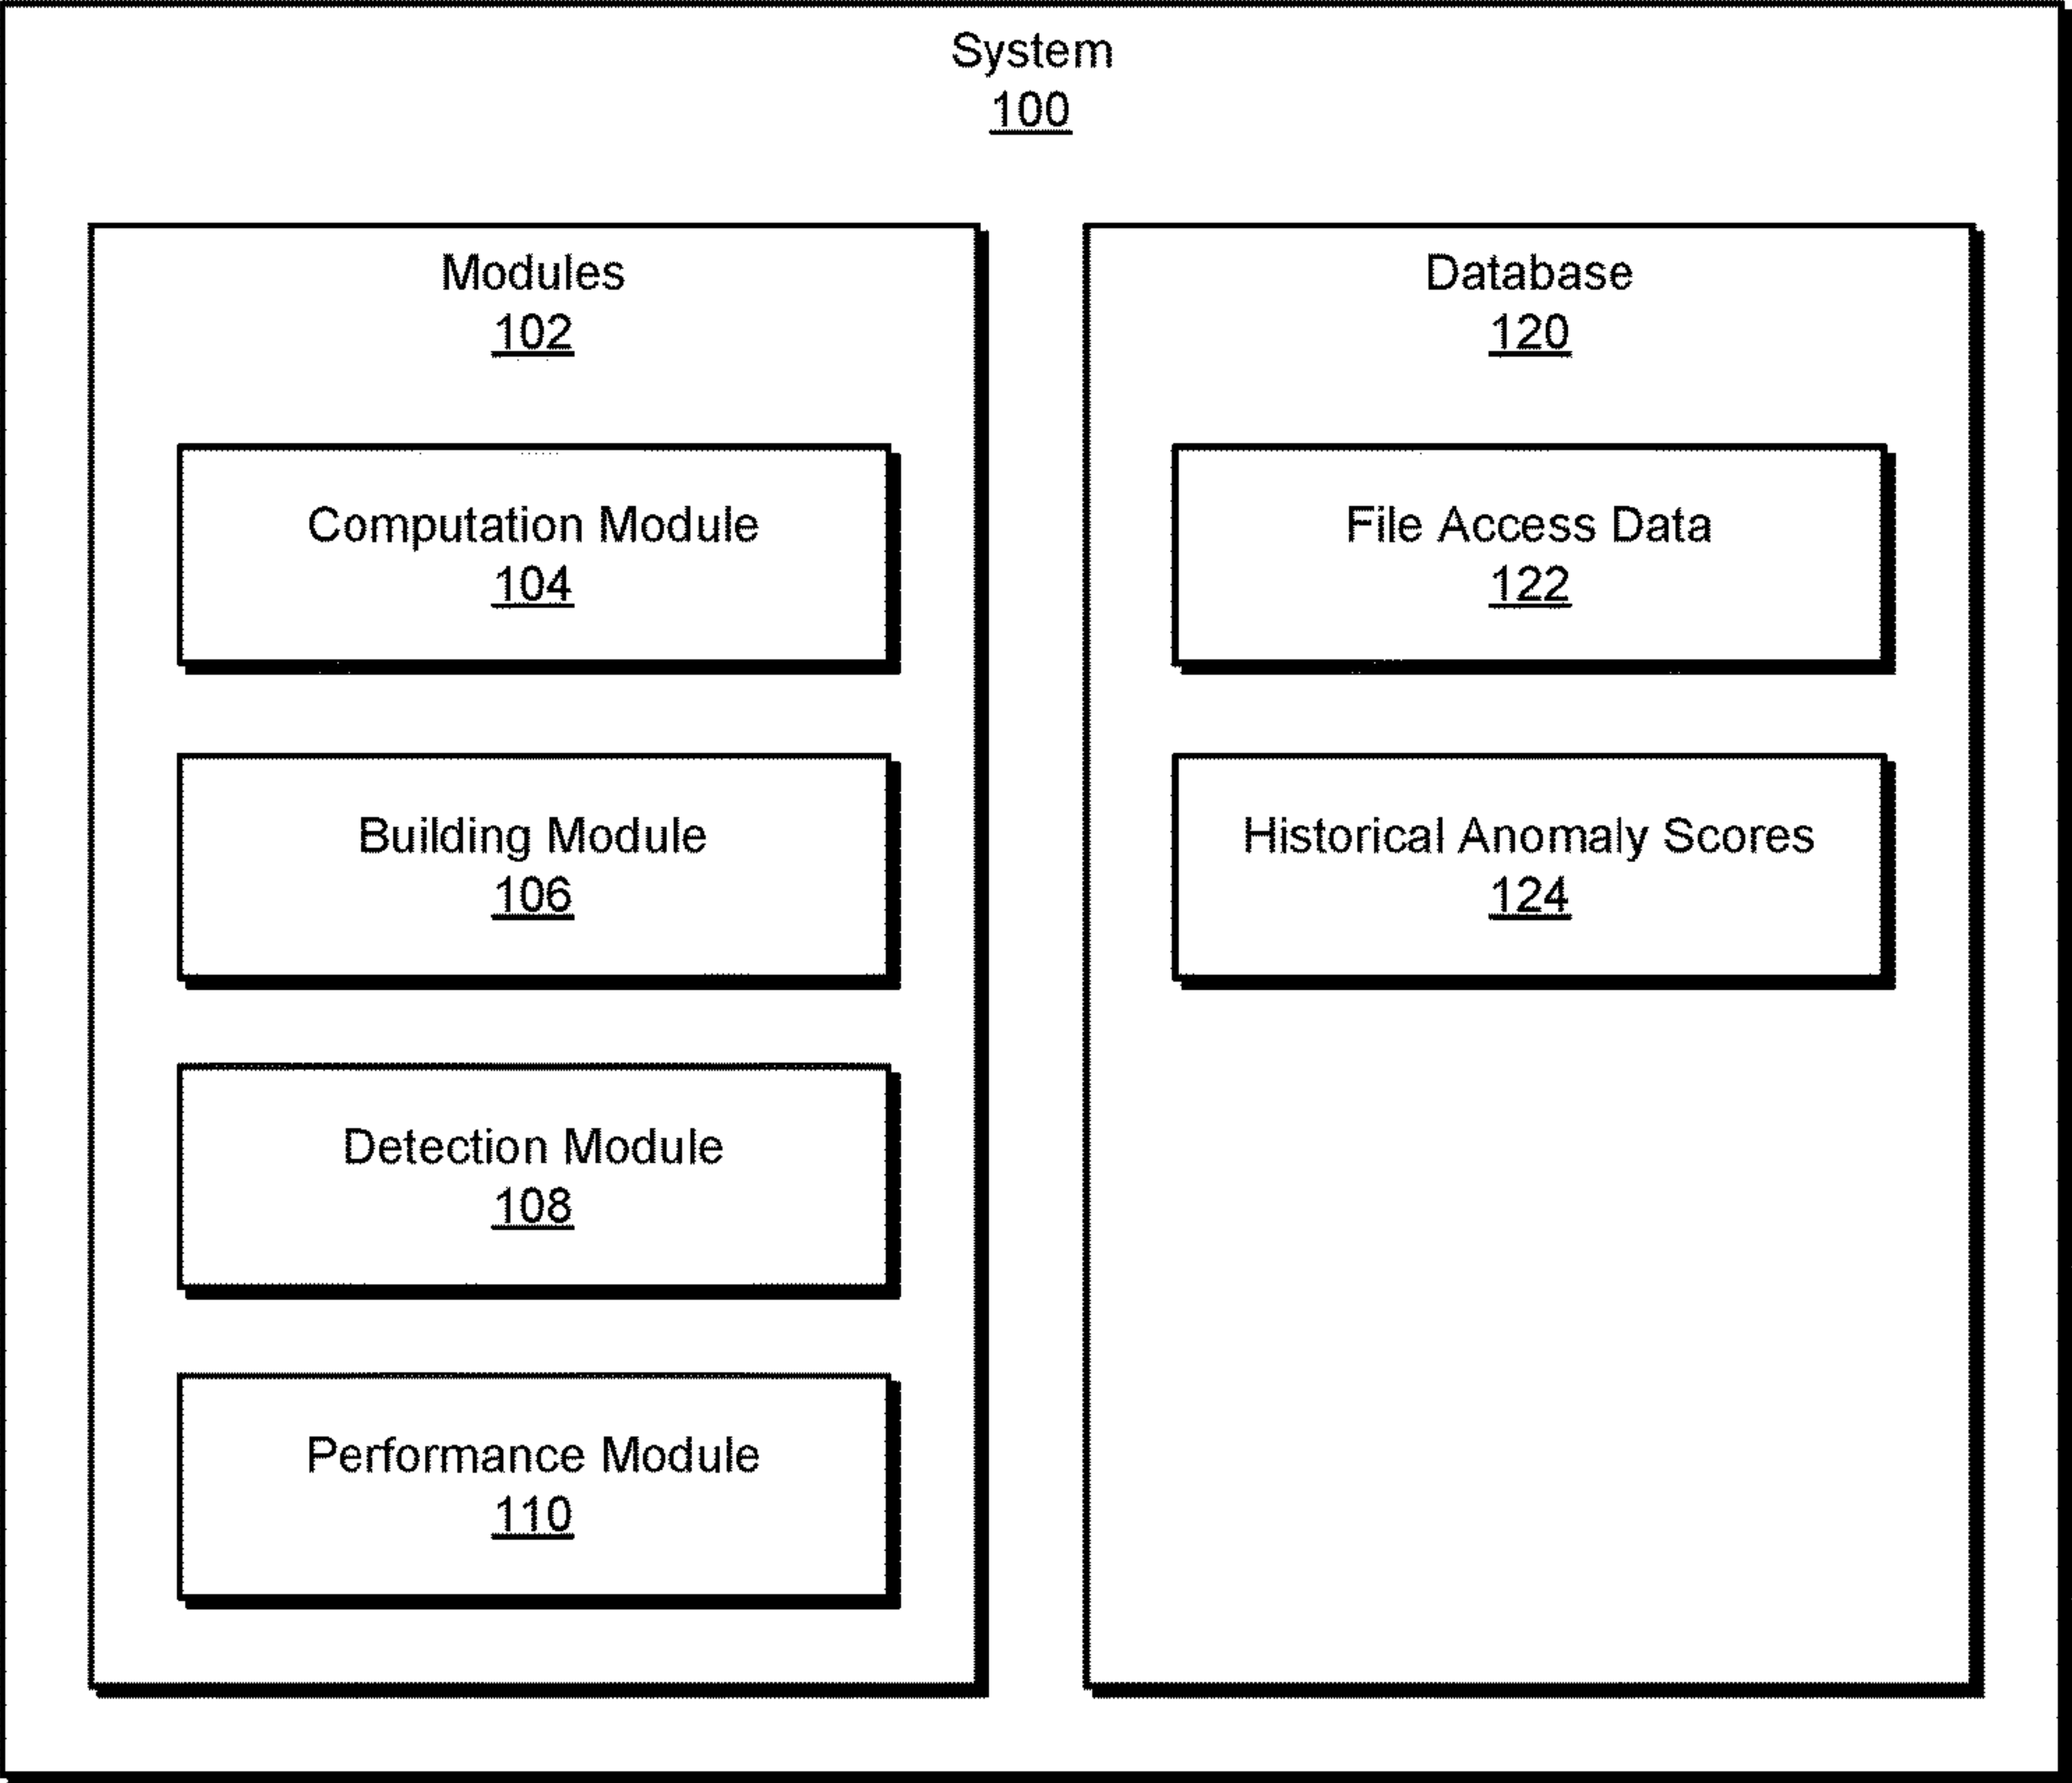 System
100
Modules
102
Computation Module
104
Building Module
106
Detection Module
108
Performance Module
110
Database
120
File Access Data
122
Historical Anomaly Scores
124